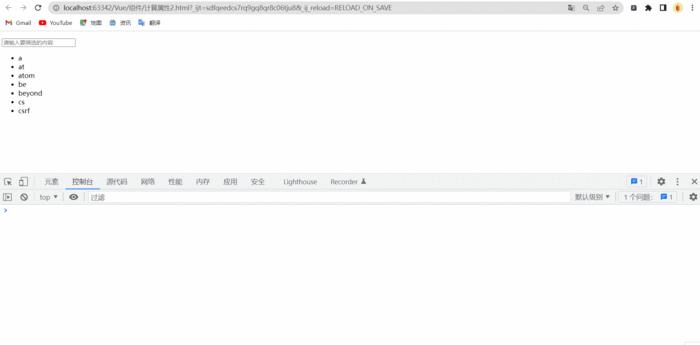 localhost:63342/Vue/组件/计算属性2.html?_ijt=sdfqredcs7rq9gq8qr8c06tju8&_ij_reload=RELOAD_ON_SAVE
Gmail YouTube 地图 资讯 翻译
请输入要筛选的内容
a
at
atom
be
beyond
cs
csrf
元素 控制台 源代码 网络 性能 内存 应用 安全 Lighthouse Recorder 1
top 过滤 默认级别 1 个问题: 1